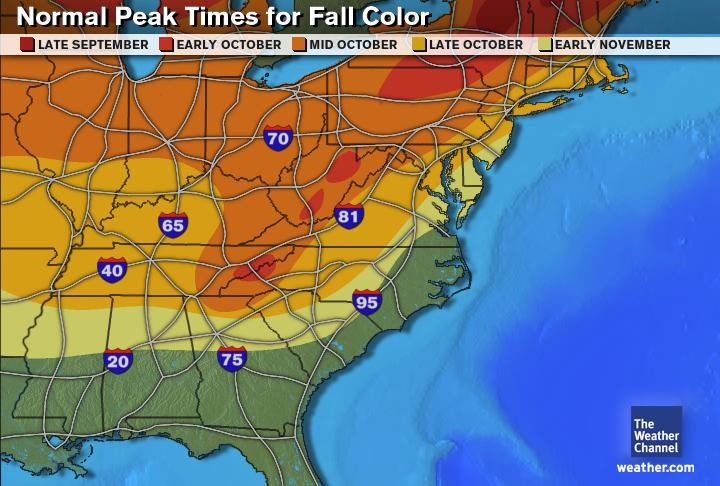 Normal Peak Times for Fall Color
LATE SEPTEMBER EARLY OCTOBER MID OCTOBER LATE OCTOBER EARLY NOVEMBER
70
81
65
40
95
20
75
The
Weather
Channel
weather.com